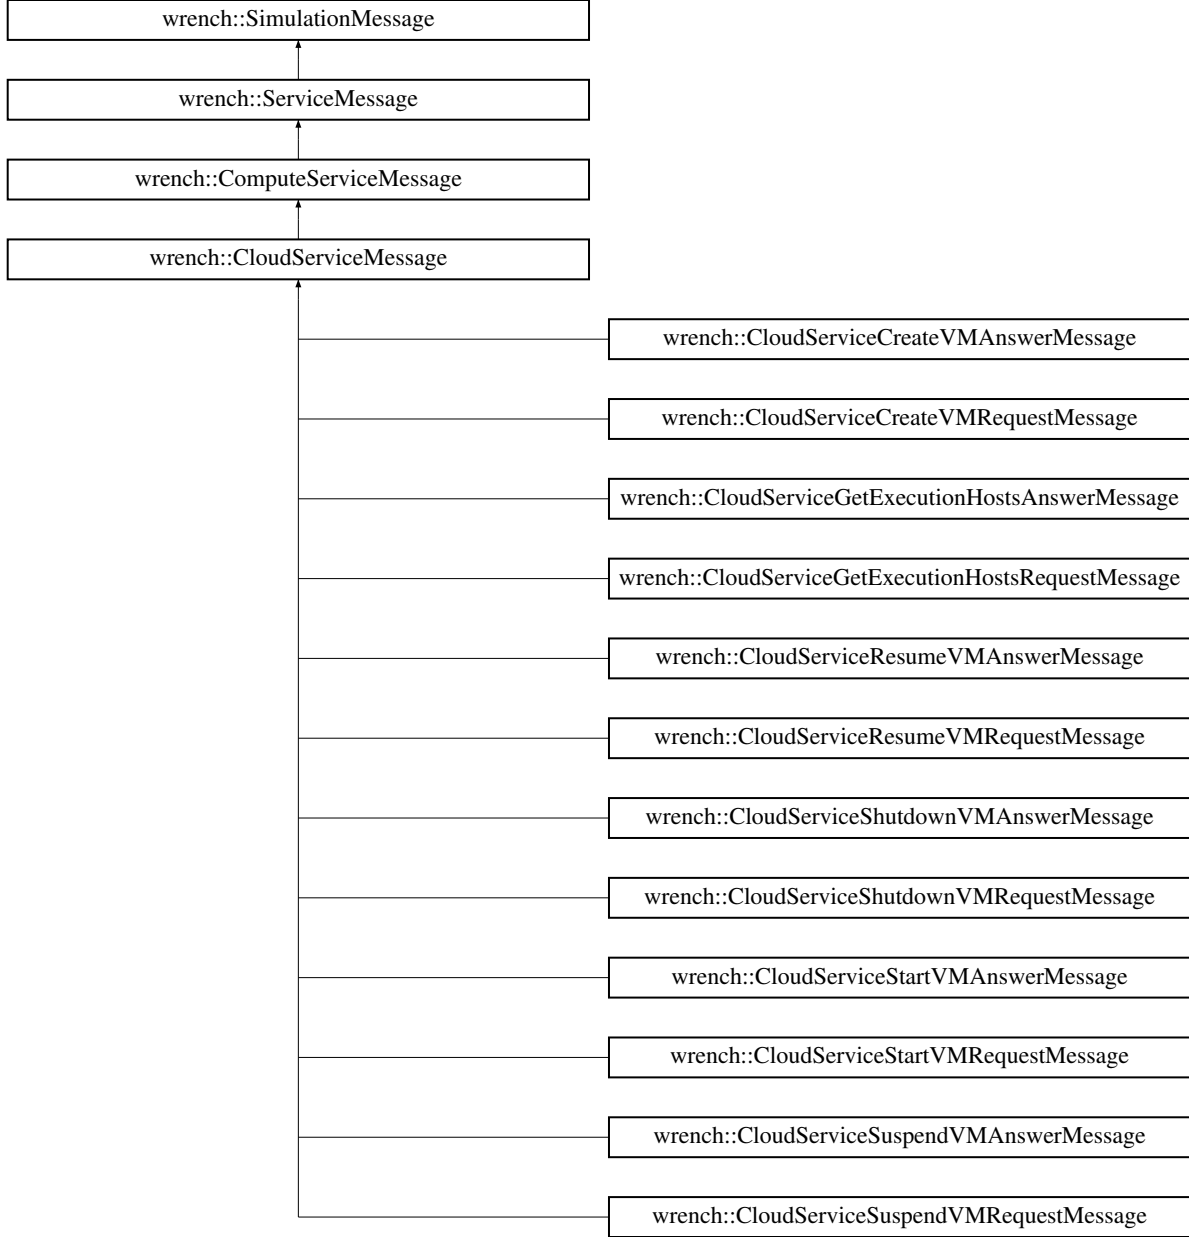 wrench::SimulationMessage
wrench::ServiceMessage
wrench::ComputeServiceMessage
wrench::CloudServiceMessage
wrench::CloudServiceCreateVMAnswerMessage
wrench::CloudServiceCreateVMRequestMessage
wrench::CloudServiceGetExecutionHostsAnswerMessage
wrench::CloudServiceGetExecutionHostsRequestMessage
wrench::CloudServiceResumeVMAnswerMessage
wrench::CloudServiceResumeVMRequestMessage
wrench::CloudServiceShutdownVMAnswerMessage
wrench::CloudServiceShutdownVMRequestMessage
wrench::CloudServiceStartVMAnswerMessage
wrench::CloudServiceStartVMRequestMessage
wrench::CloudServiceSuspendVMAnswerMessage
wrench::CloudServiceSuspendVMRequestMessage